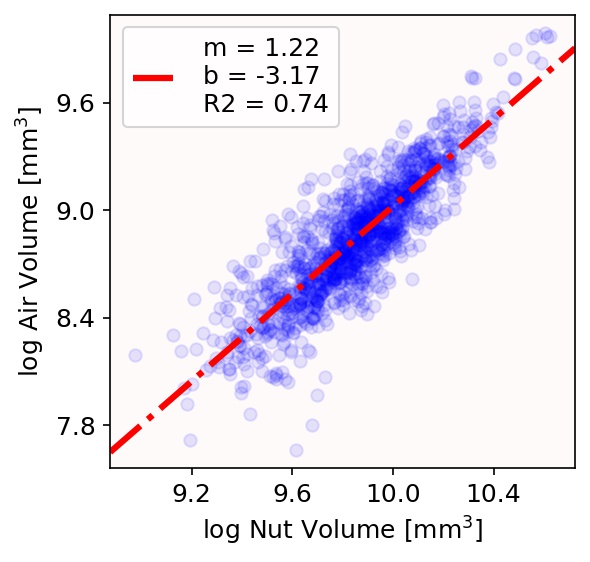 m = 1.22
b = -3.17
R2 = 0.74
9.6
9.0
8.4
7.8
log Air Volume [mm³]
9.2 9.6 10.0 10.4
log Nut Volume [mm³]